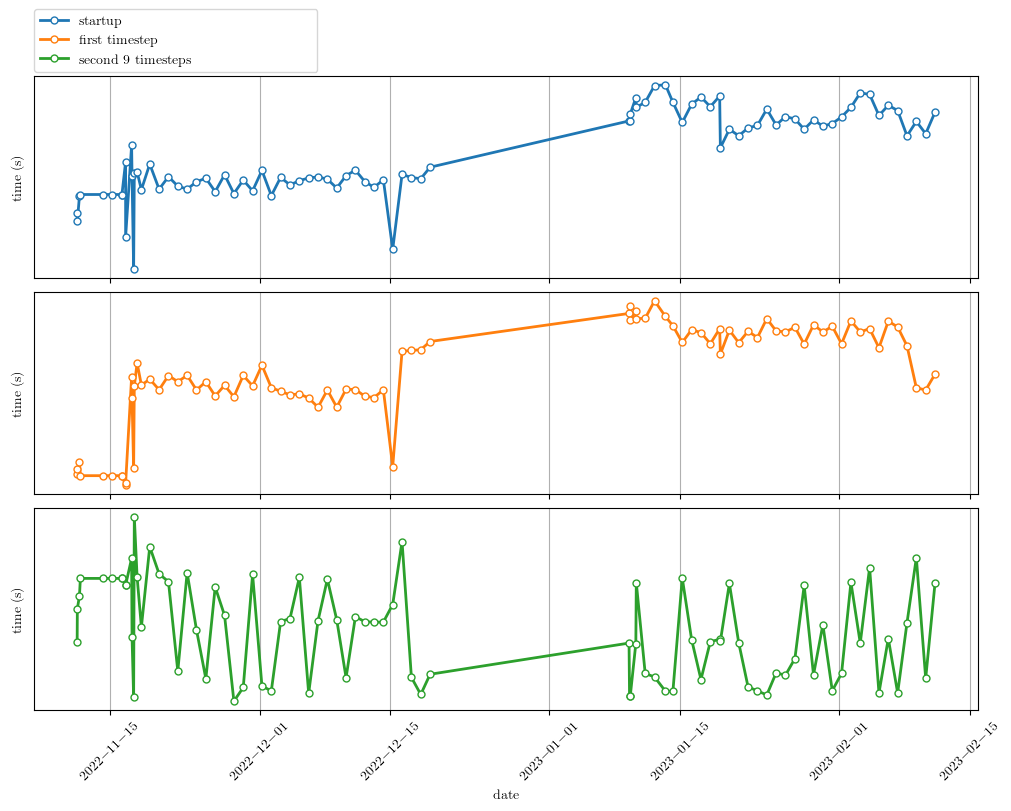 startup
first timestep
second 9 timesteps
time (s)
time (s)
time (s)
2022−11−15
2022−12−01
2022−12−15
2023−01−01
2023−01−15
2023−02−01
2023−02−15
date